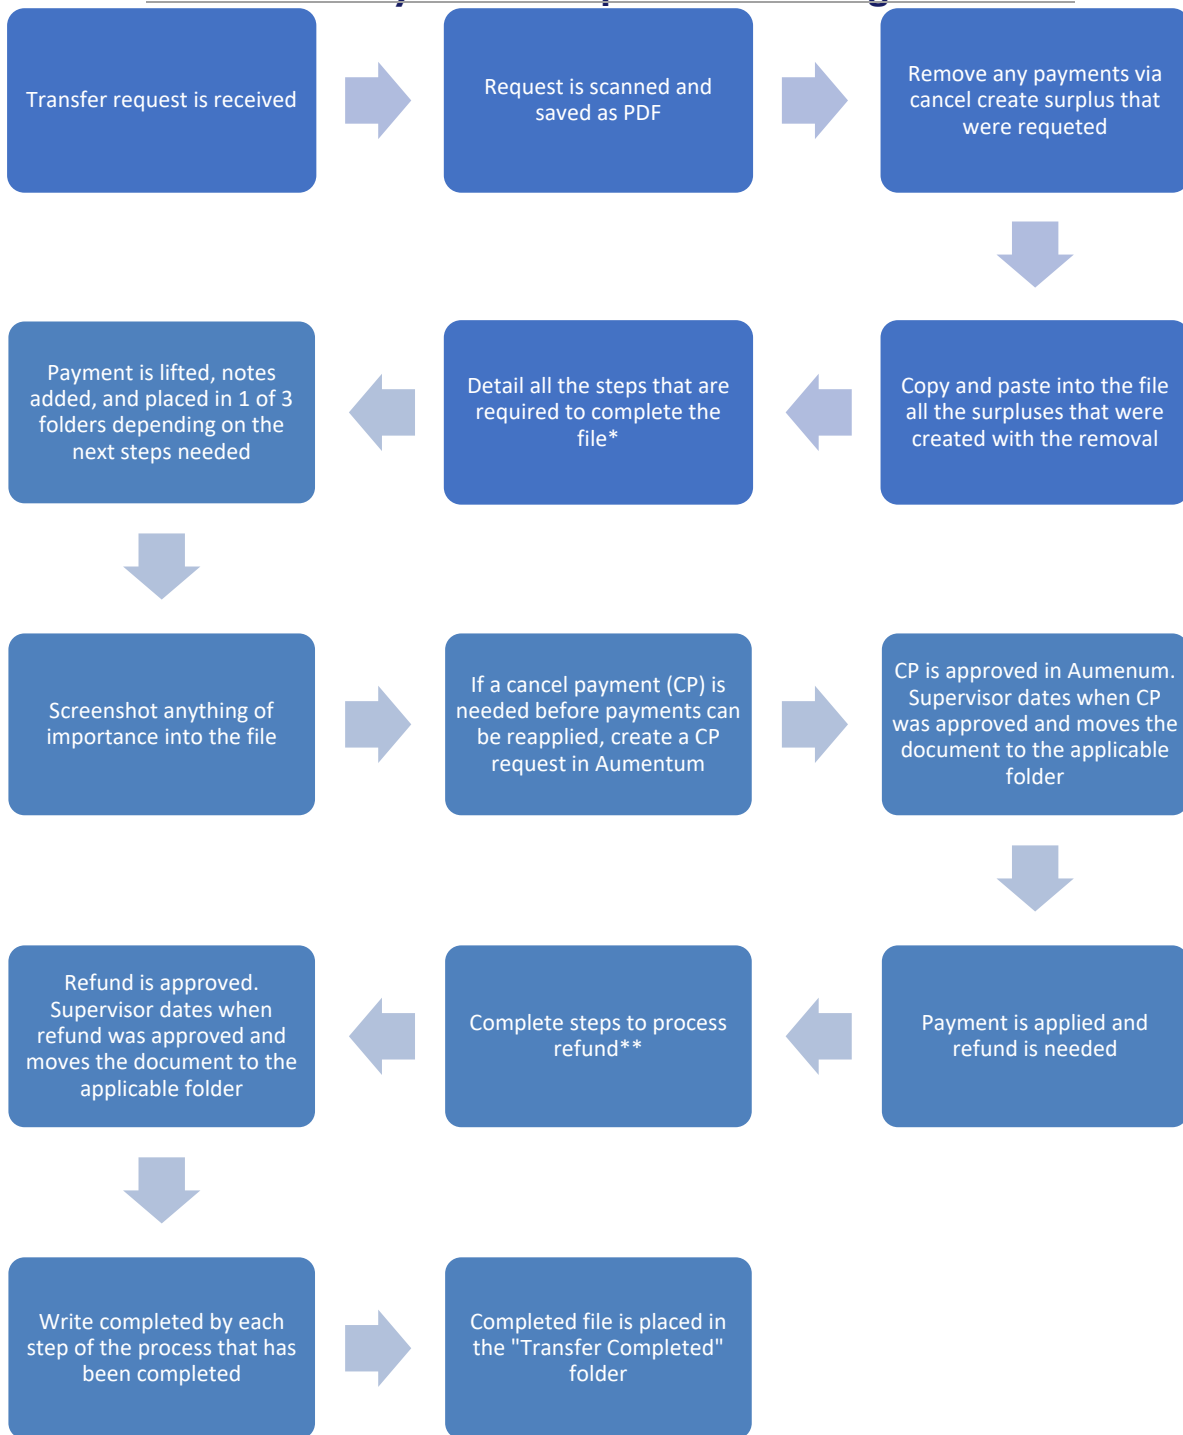 Transfer request is received
Request is scanned and
saved as PDF
Remove any payments via
cancel create surplus that
were requeted
Copy and paste into the file
all the surpluses that were
created with the removal
Detail all the steps that are
required to complete the
file*
Payment is lifted, notes
added, and placed in 1 of 3
folders depending on the
next steps needed
Screenshot anything of
importance into the file
If a cancel payment (CP) is
needed before payments can
be reapplied, create a CP
request in Aumentum
CP is approved in Aumenum.
Supervisor dates when CP
was approved and moves the
document to the applicable
folder
Payment is applied and
refund is needed
Complete steps to process
refund**
Refund is approved.
Supervisor dates when
refund was approved and
moves the document to the
applicable folder
Write completed by each
step of the process that has
been completed
Completed file is placed in
the "Transfer Completed"
folder